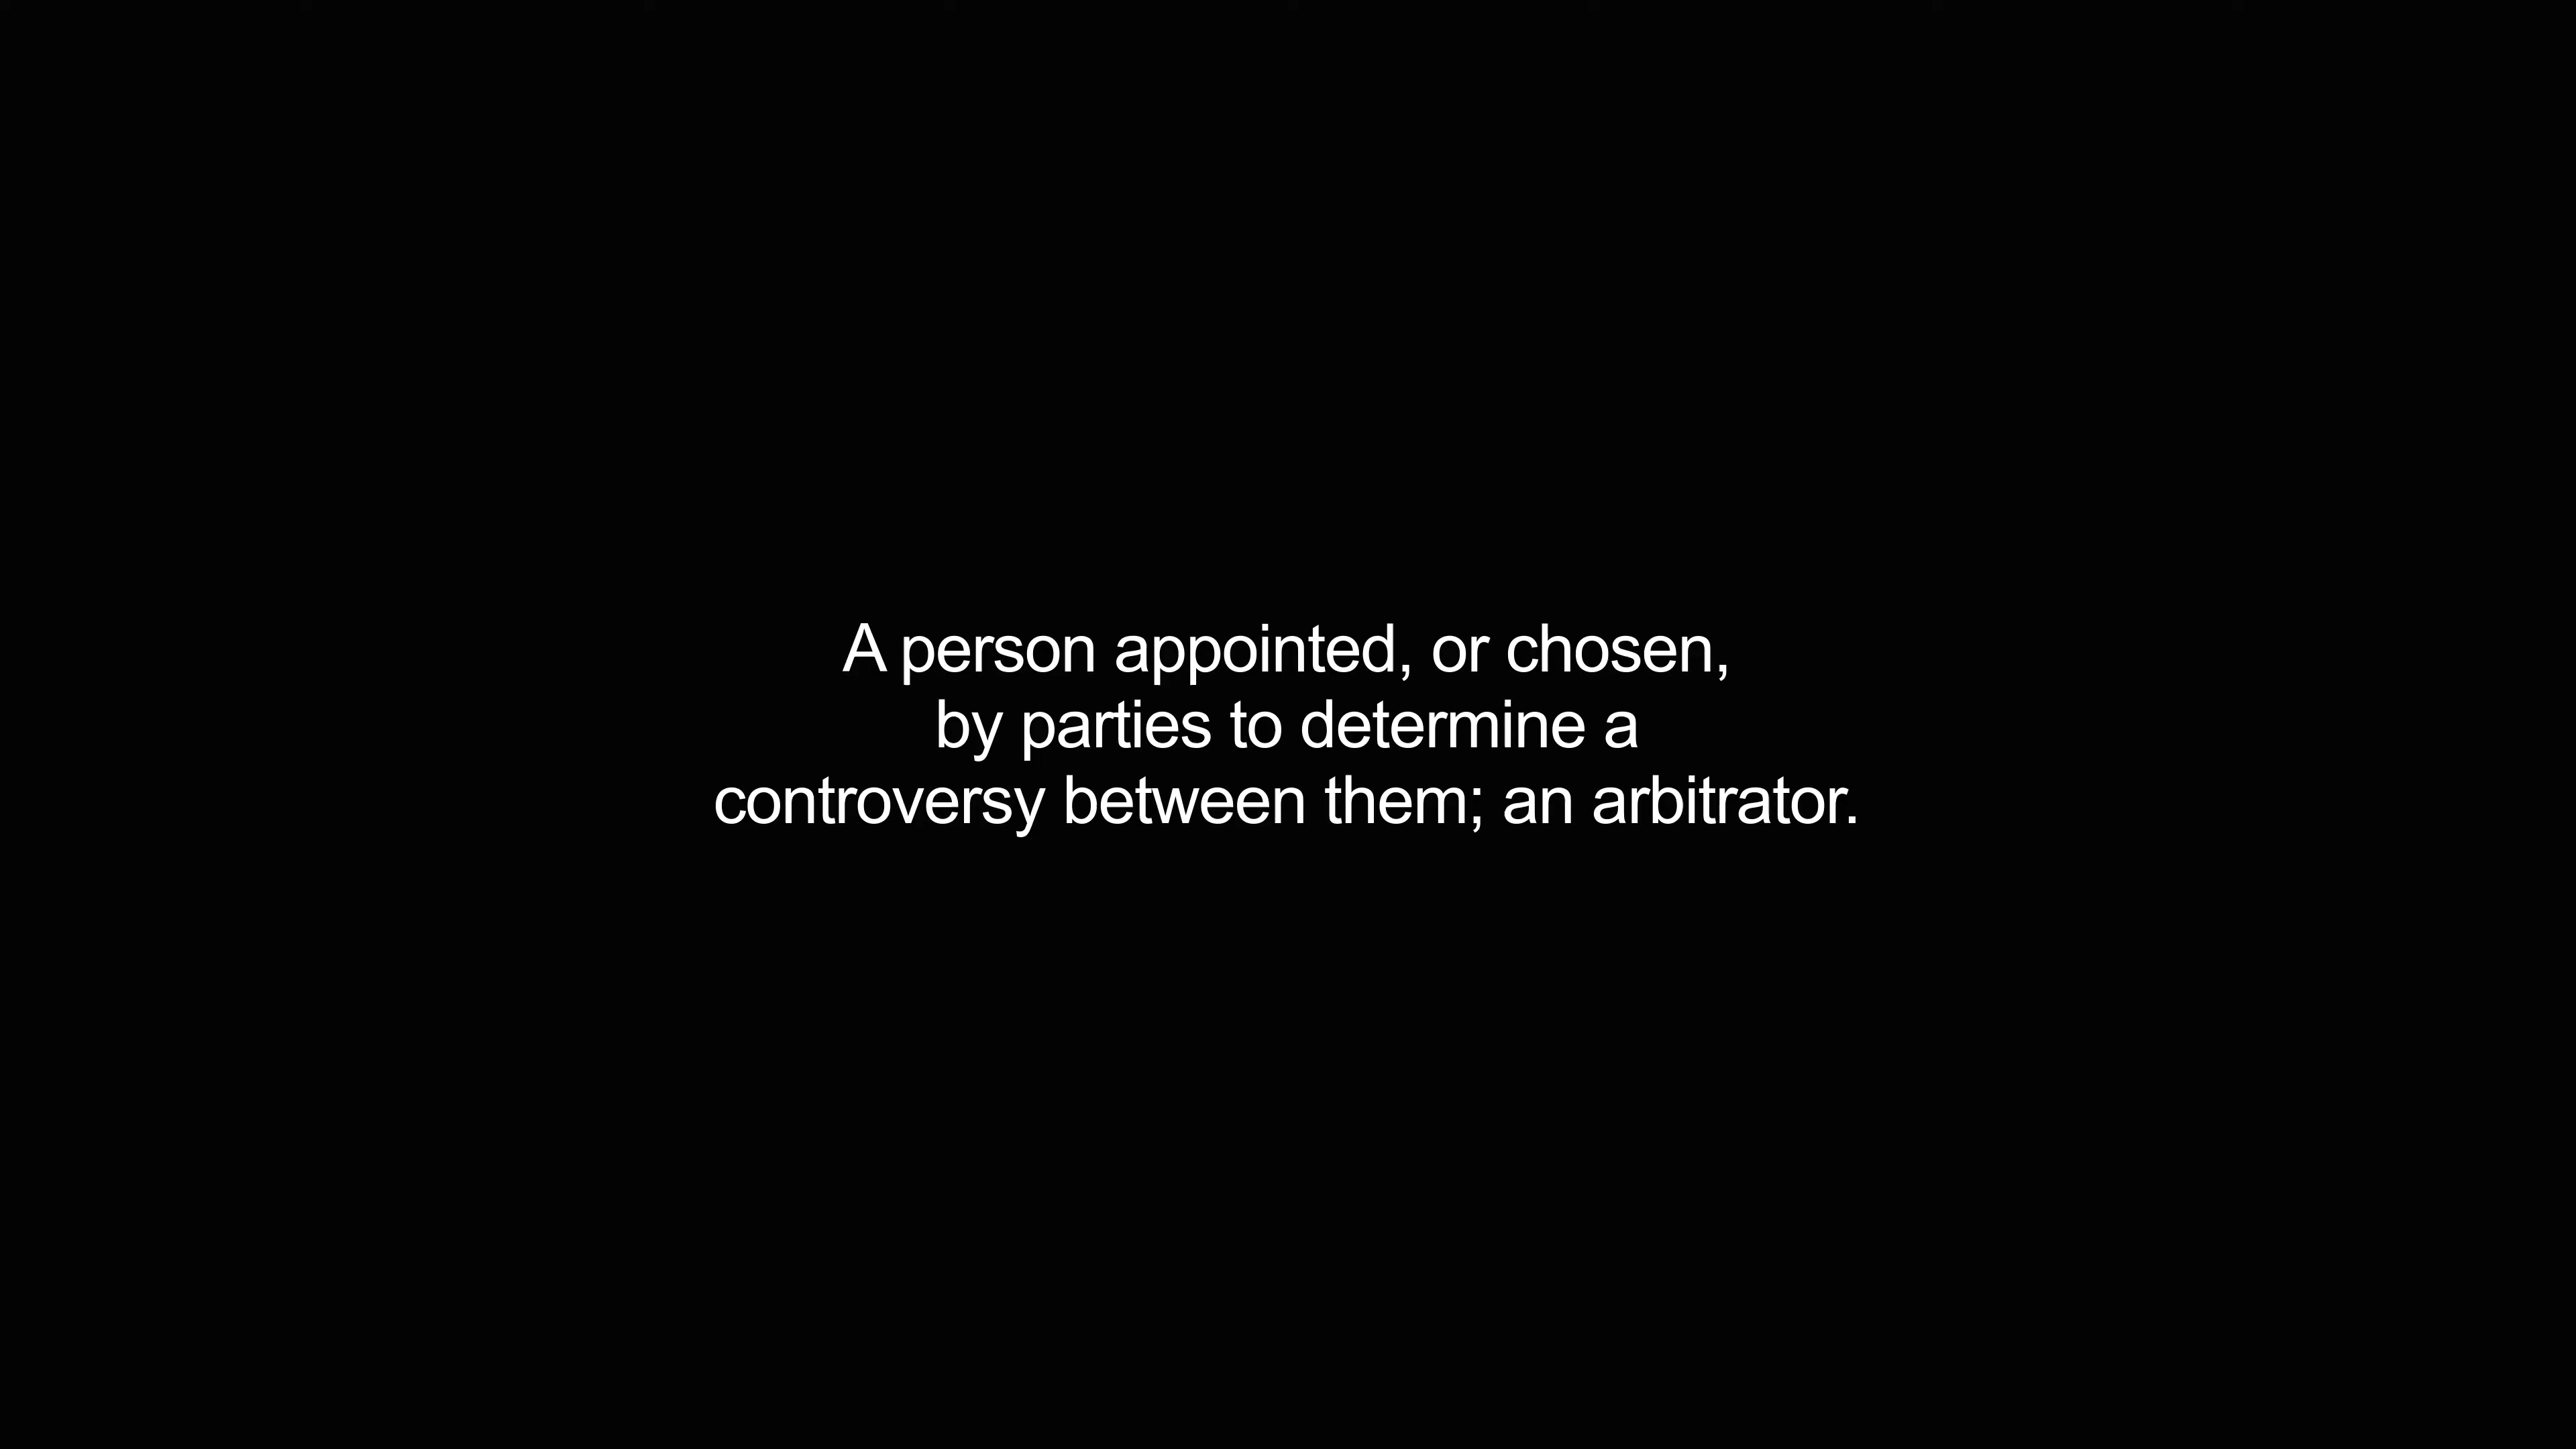 A person appointed, or chosen,
by parties to determine a
controversy between them; an arbitrator.